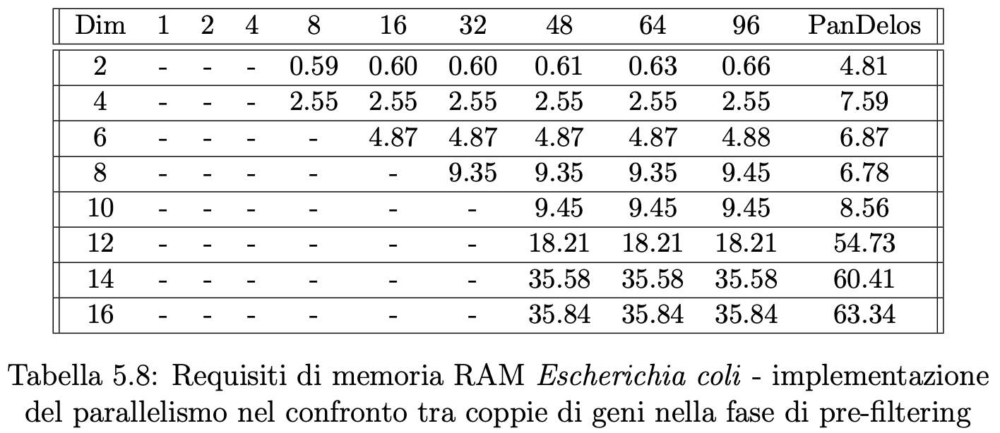 Dim 1 2 4 8 16 32 48 64 96 PanDelos
2 - - - 0.59 0.60 0.60 0.61 0.63 0.66 4.81
4 - - - 2.55 2.55 2.55 2.55 2.55 2.55 7.59
6 - - - - 4.87 4.87 4.87 4.87 4.88 6.87
8 - - - - - 9.35 9.35 9.35 9.45 6.78
10 - - - - - - 9.45 9.45 9.45 8.56
12 - - - - - - 18.21 18.21 18.21 54.73
14 - - - - - - 35.58 35.58 35.58 60.41
16 - - - - - - 35.84 35.84 35.84 63.34
Tabella 5.8: Requisiti di memoria RAM Escherichia coli - implementazione
del parallelismo nel confronto tra coppie di geni nella fase di pre-filtering